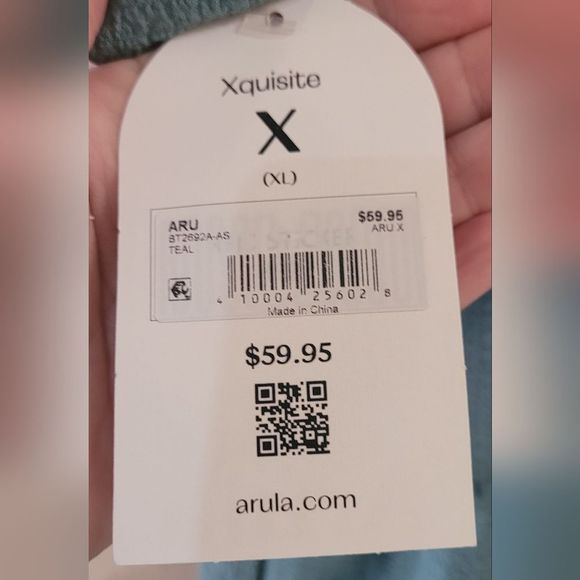 Xquisite
X
(XL)
ARU $59.95
BT2692A-AS ARU X
TEAL
4 10004 25602 8
Made in China
$59.95
arula.com